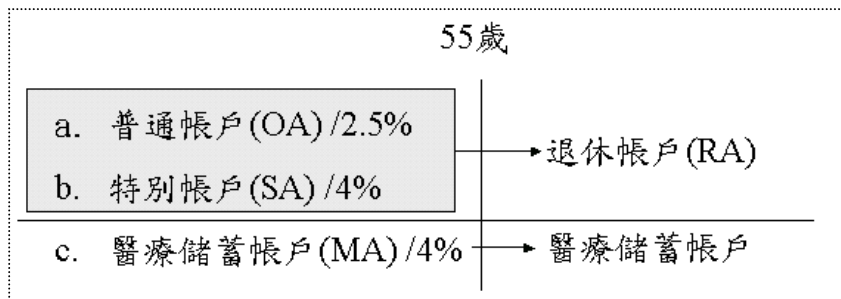 55歲
a. 普通帳戶(OA) /2.5%
退休帳戶(RA)
b. 特別帳戶(SA) /4%
c. 醫療儲蓄帳戶(MA) /4%
醫療儲蓄帳戶